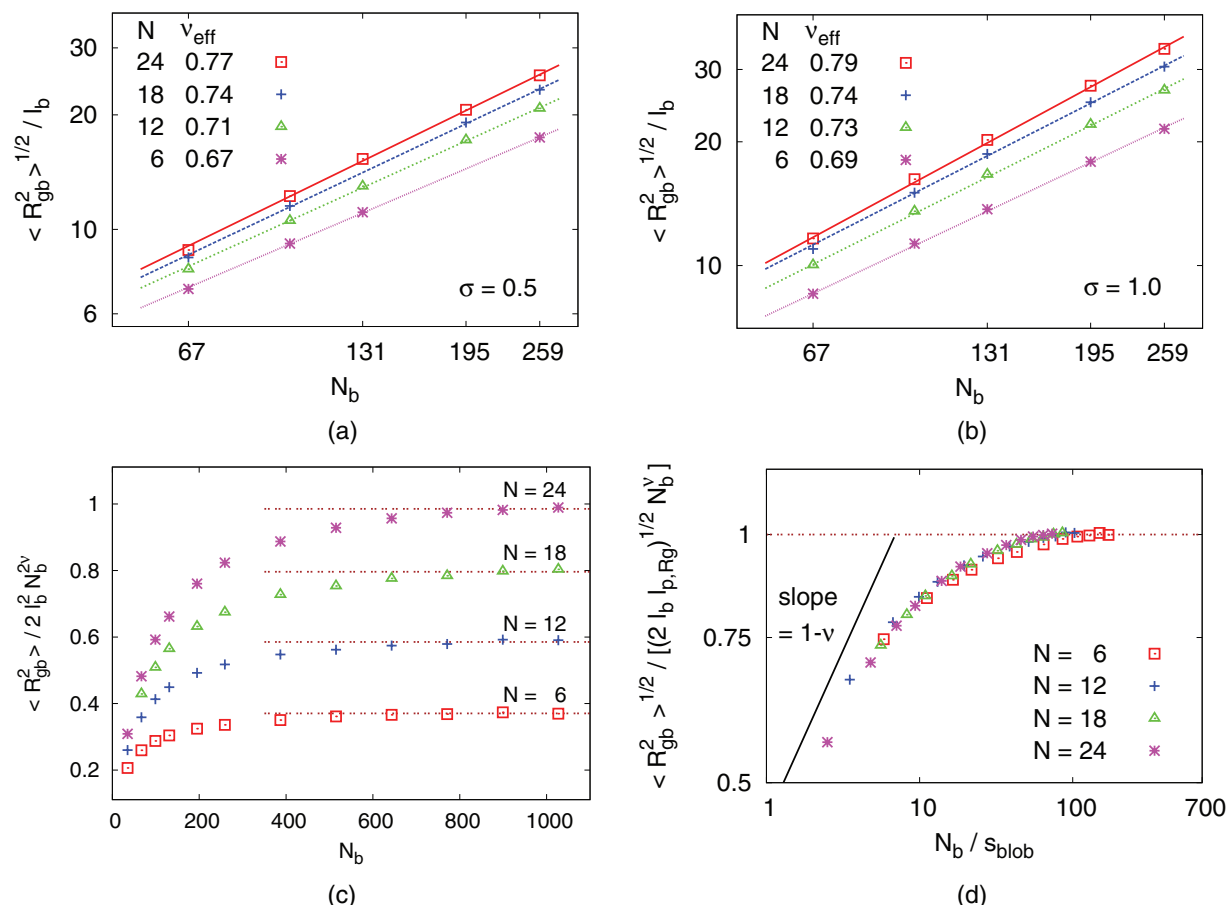 N ν_eff
24 0.77
18 0.74
12 0.71
6 0.67
30
20
10
6
< R²_gb >^1/2 / l_b
σ = 0.5
67 131 195 259
N_b
(a)
N ν_eff
24 0.79
18 0.74
12 0.73
6 0.69
30
20
10
< R²_gb >^1/2 / l_b
σ = 1.0
67 131 195 259
N_b
(b)
N = 24
N = 18
N = 12
N = 6
1
0.8
0.6
0.4
0.2
< R²_gb > / 2 l²_b N_b^2ν
0 200 400 600 800 1000
N_b
(c)
1
0.75
0.5
< R²_gb >^1/2 / [(2 l_b l_p,Rg)^1/2 N_b^ν]
slope
= 1-ν
N = 6
N = 12
N = 18
N = 24
1 10 100 700
N_b / s_blob
(d)